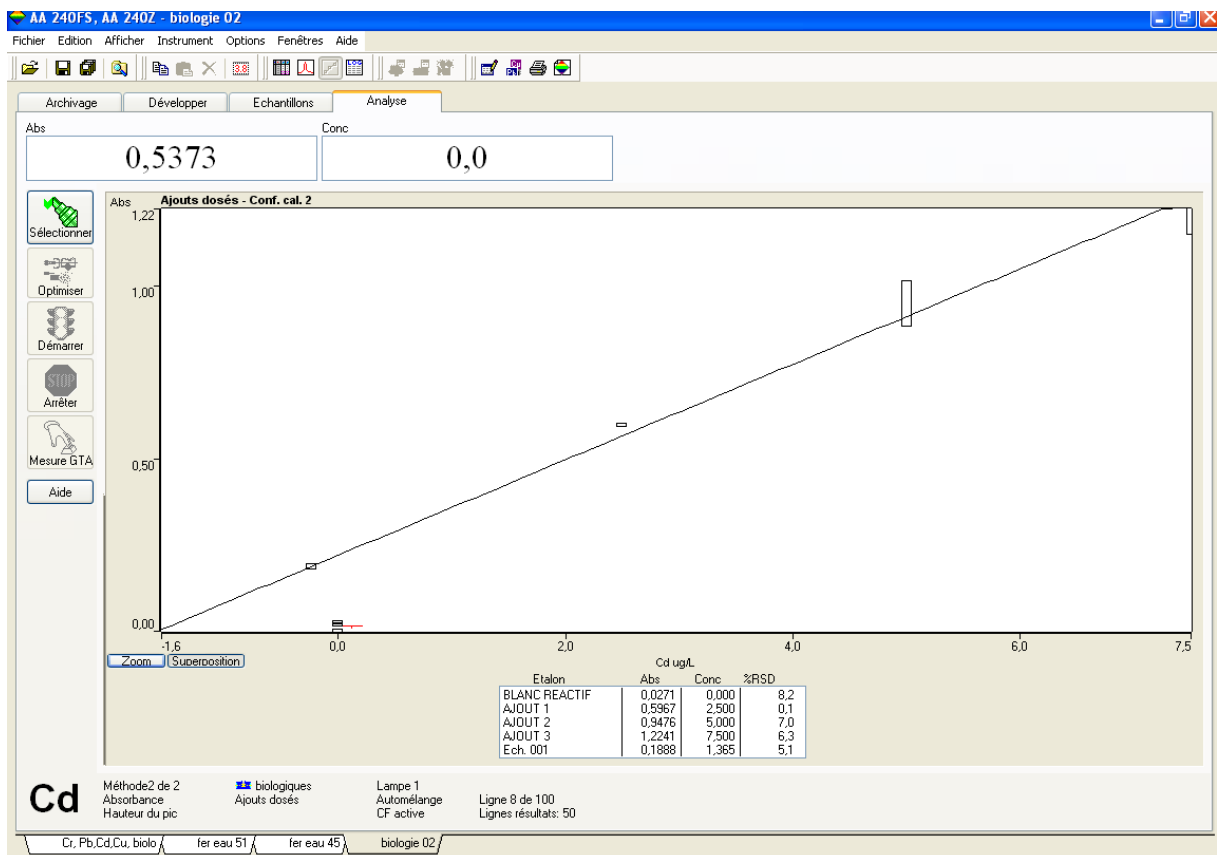 AA 240FS, AA 240Z - biologie 02
Fichier Edition Afficher Instrument Options Fenêtres Aide
Archivage Développer Echantillons Analyse
Abs Conc
0,5373 0,0
Sélectionner
Optimiser
Démarrer
STOP
Arrêter
Mesure GTA
Aide
Abs Ajouts dosés - Conf. cal. 2
1,22
1,00
0,50
0,00
-1,6 0,0 2,0 4,0 6,0 7,5
Zoom Superposition
Cd ug/L
Etalon Abs Conc %RSD
BLANC REACTIF 0,0271 0,000 8,2
AJOUT 1 0,5967 2,500 0,1
AJOUT 2 0,9476 5,000 7,0
AJOUT 3 1,2241 7,500 6,3
Ech. 001 0,1888 1,365 5,1
Cd
Méthode2 de 2 biologiques Lampe 1
Absorbance Ajouts dosés Automélange Ligne 8 de 100
Hauteur du pic CF active Lignes résultats: 50
Cr, Pb,Cd,Cu, biolo fer eau 51 fer eau 45 biologie 02